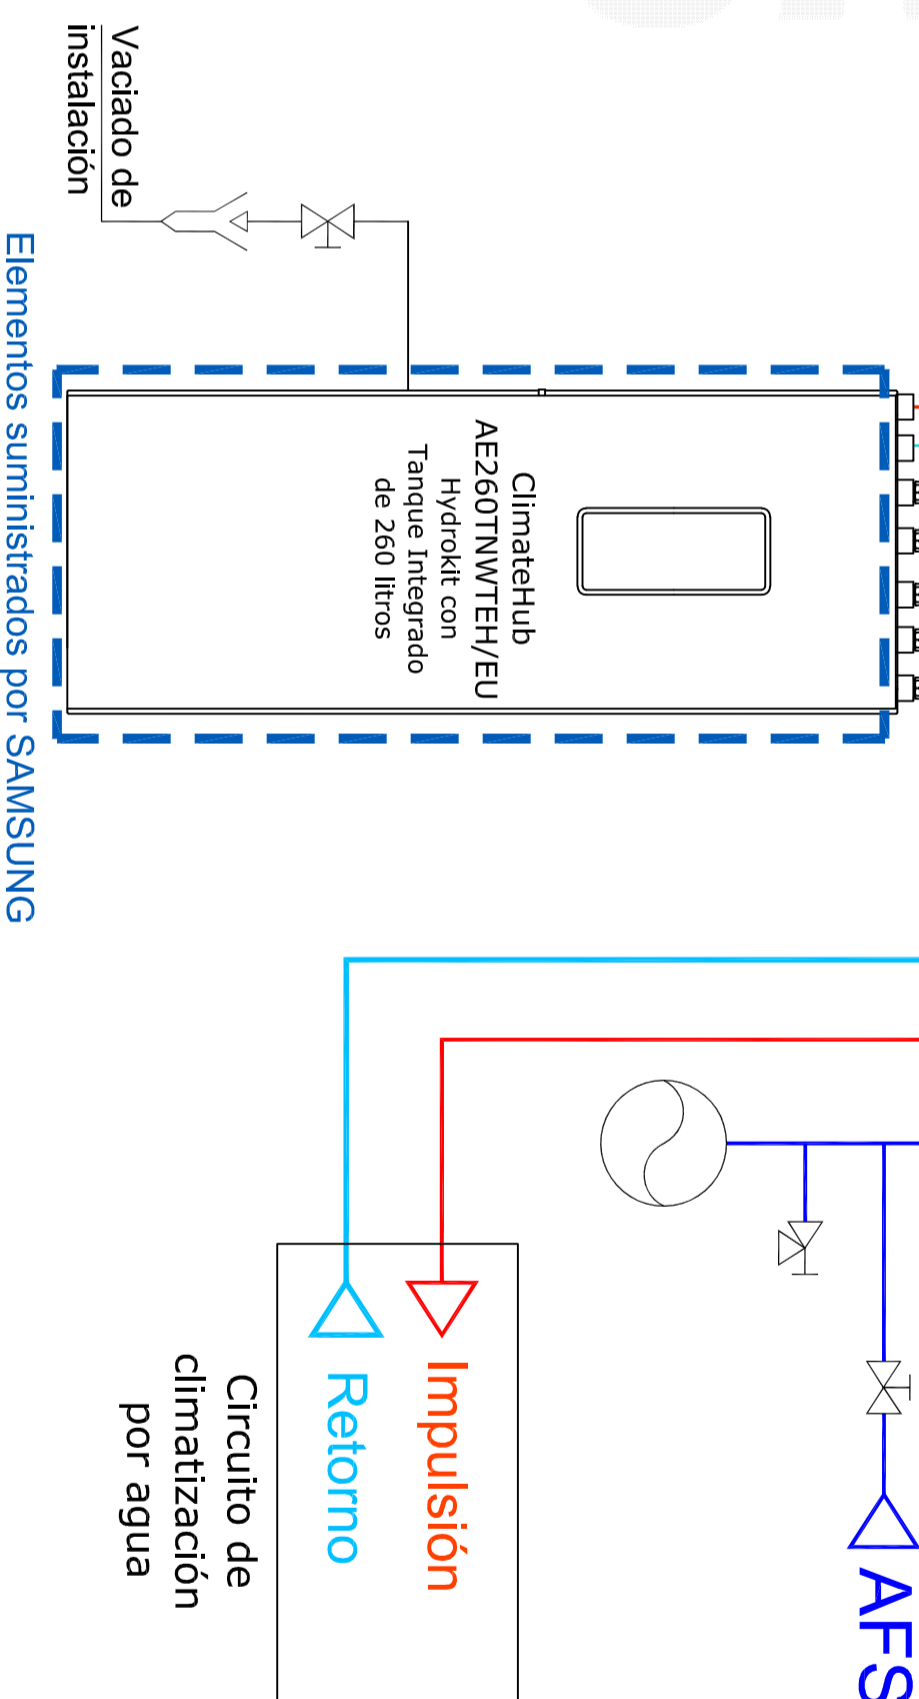 Vaciado de
instalación
ClimateHub
AE260TNWTEH/EU
Hydrokit con
Tanque Integrado
de 260 litros
Elementos suministrados por SAMSUNG
AFS
Impulsión
Retorno
Circuito de
climatización
por agua